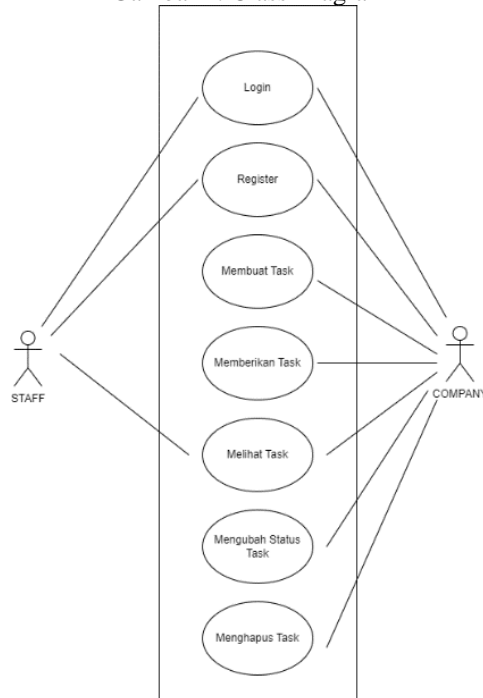 Login
Register
Membuat Task
Memberikan Task
STAFF
COMPANY
Melihat Task
Mengubah Status
Task
Menghapus Task